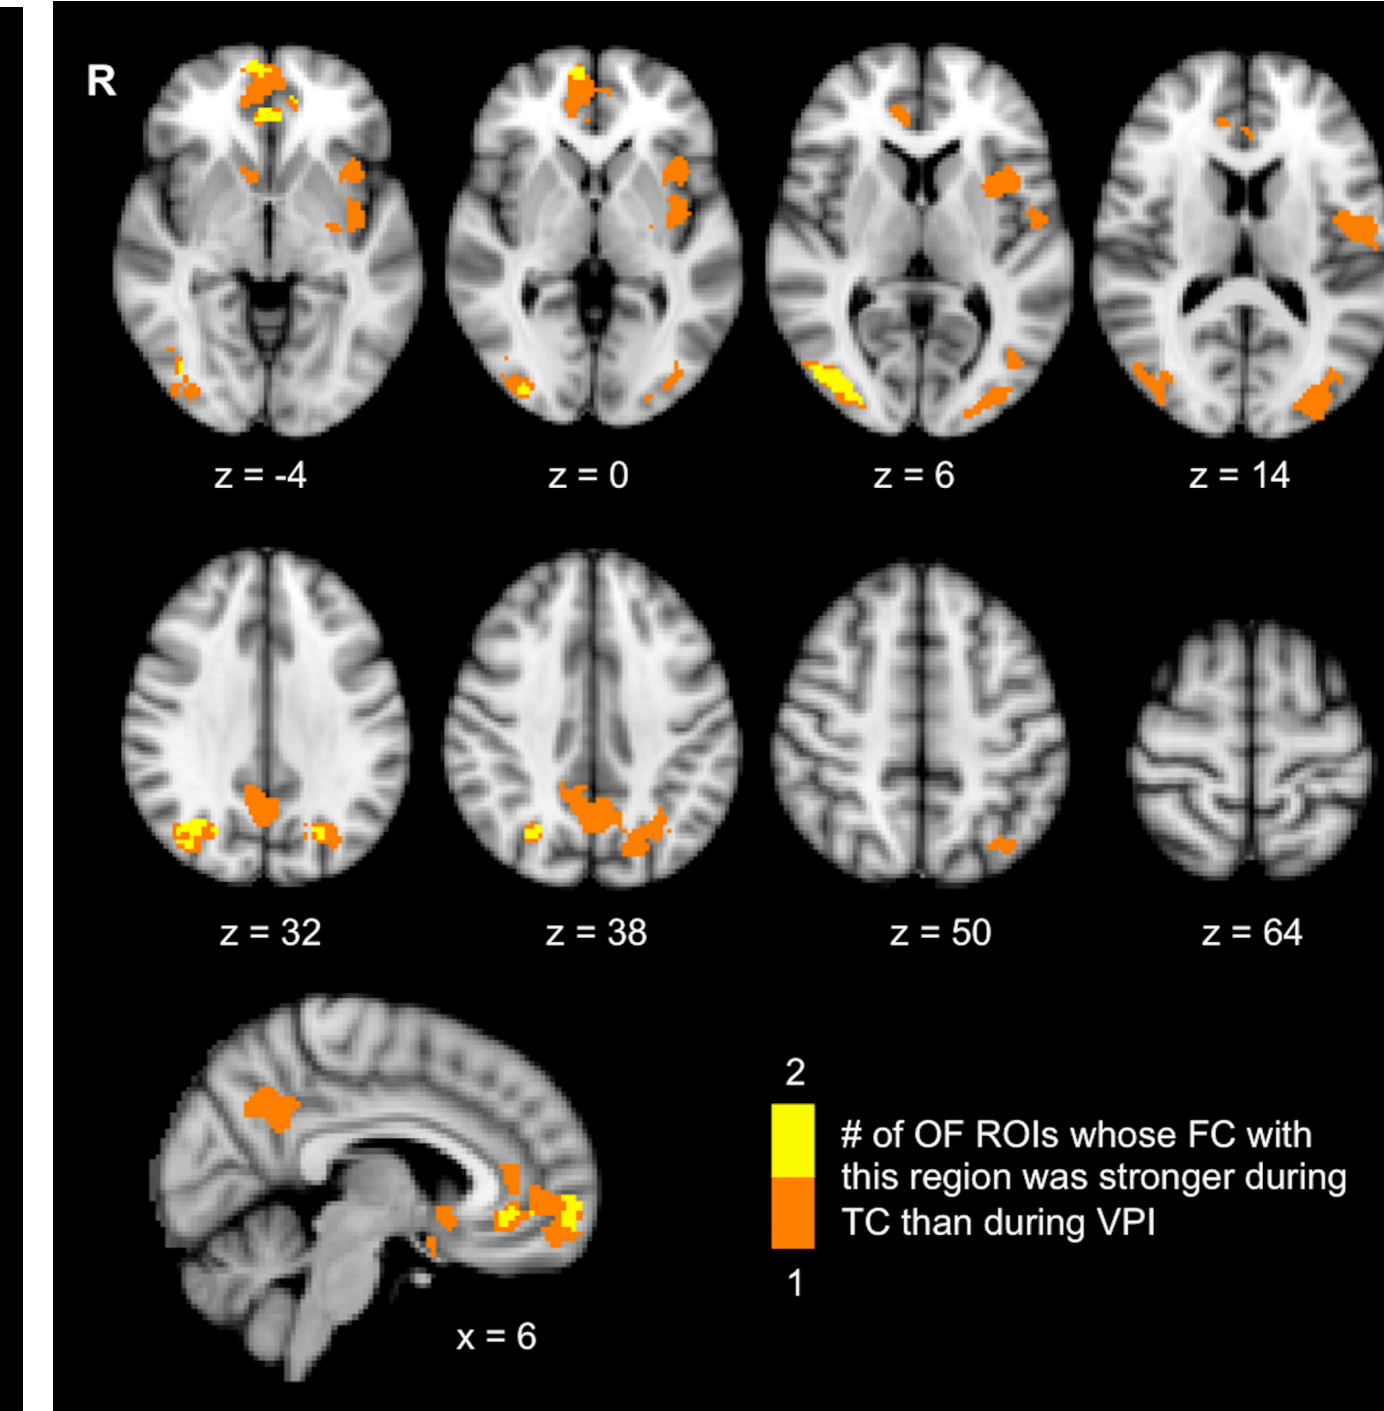 R
z = -4
z = 0
z = 6
z = 14
z = 32
z = 38
z = 50
z = 64
x = 6
2
# of OF ROIs whose FC with
this region was stronger during
TC than during VPI
1